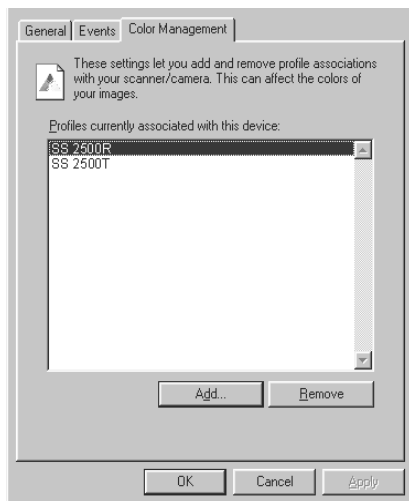 General Events Color Management
These settings let you add and remove profile associations
with your scanner/camera. This can affect the colors of
your images.
Profiles currently associated with this device:
SS 2500R
SS 2500T
Add... Remove
OK Cancel Apply